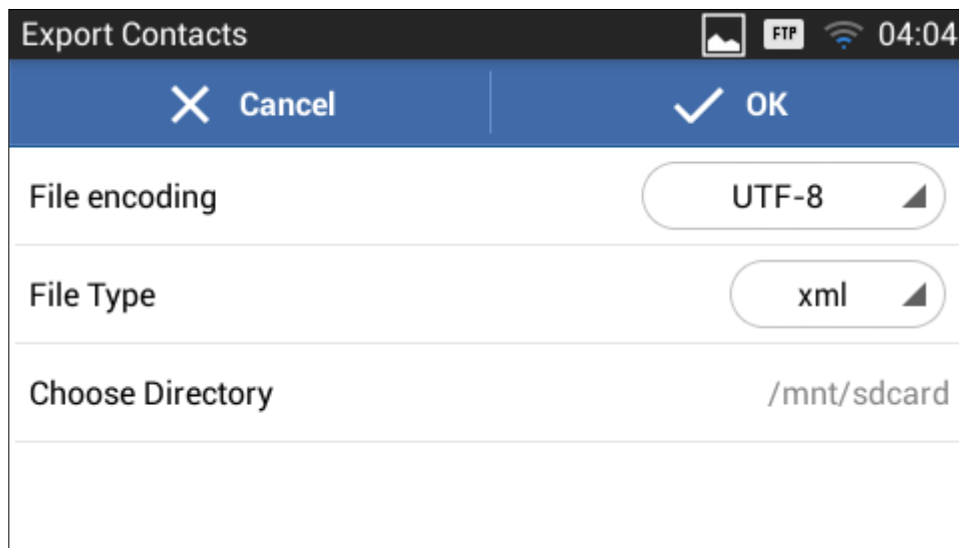 Export Contacts FTP 04:04
Cancel OK
File encoding UTF-8
File Type xml
Choose Directory /mnt/sdcard